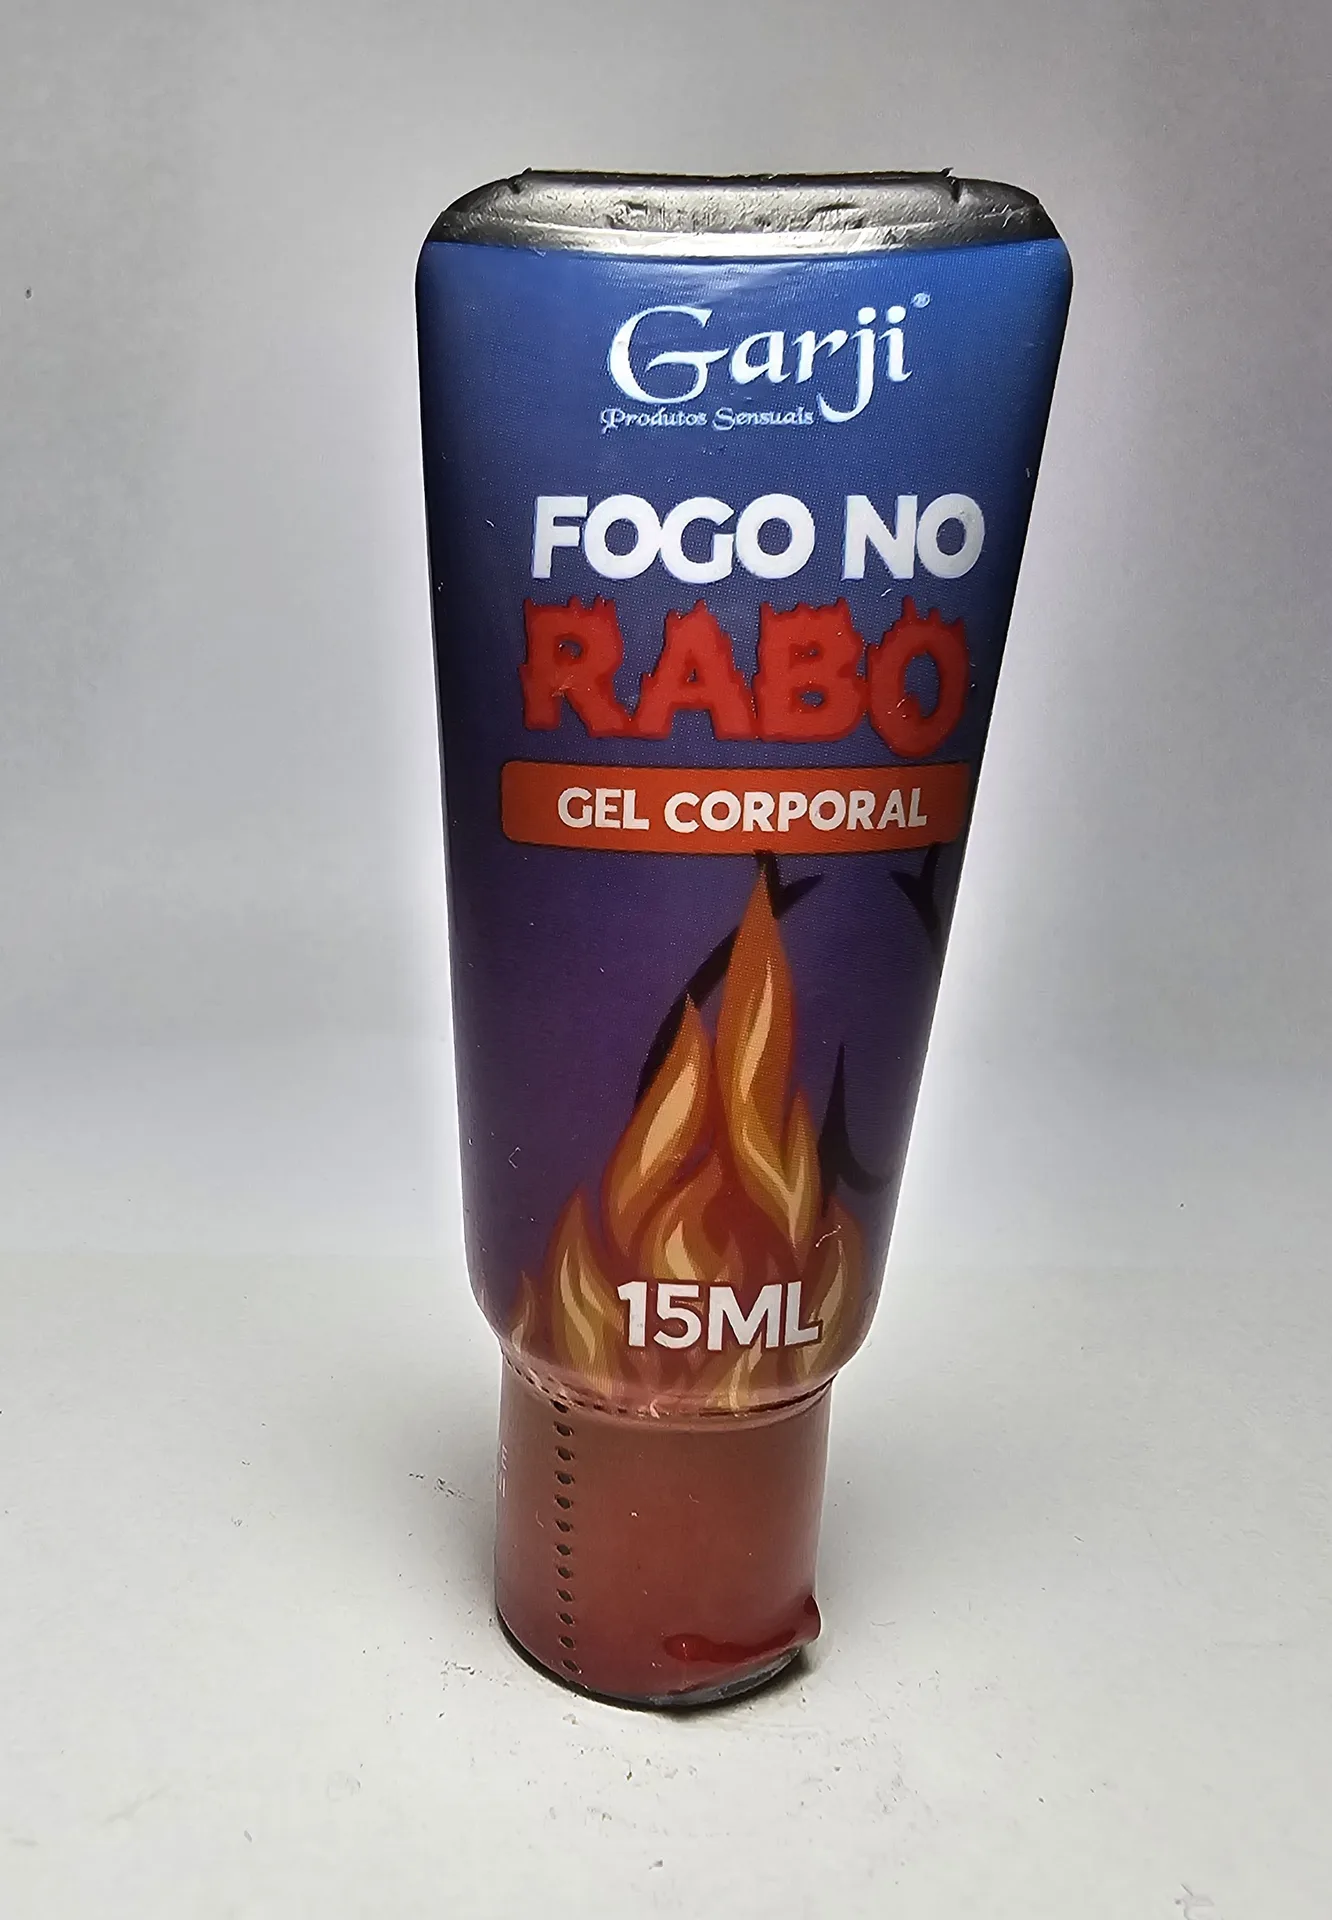 Garji®
Produtos Sensuais
FOGO NO
RABO
GEL CORPORAL
15ML